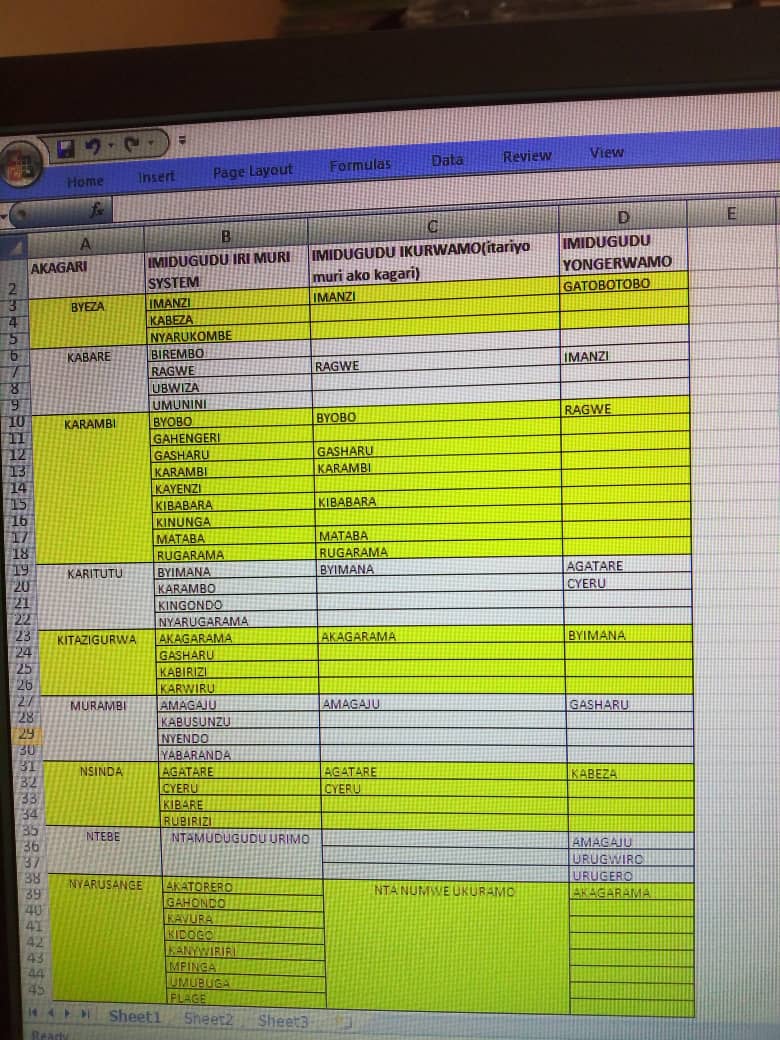 Home Insert Page Layout Formulas Data Review View
fx
A B C D E
2 AKAGARI IMIDUGUDU IRI MURI SYSTEM IMIDUGUDU IKURWAMO(itariyo muri ako kagari) IMIDUGUDU YONGERWAMO
3 BYEZA IMANZI IMANZI GATOBOTOBO
4 KABEZA
5 NYARUKOMBE
6 KABARE BIREMBO IMANZI
7 RAGWE RAGWE
8 UBWIZA
9 UMUNINI
10 KARAMBI BYOBO BYOBO RAGWE
11 GAHENGERI
12 GASHARU GASHARU
13 KARAMBI KARAMBI
14 KAYENZI
15 KIBABARA KIBABARA
16 KINUNGA
17 MATABA MATABA
18 RUGARAMA RUGARAMA
19 KARITUTU BYIMANA BYIMANA AGATARE
20 KARAMBO CYERU
21 KINGONDO
22 NYARUGARAMA
23 KITAZIGURWA AKAGARAMA AKAGARAMA BYIMANA
24 GASHARU
25 KABIRIZI
26 KARWIRU
27 MURAMBI AMAGAJU AMAGAJU GASHARU
28 KABUSUNZU
29 NYENDO
30 YABARANDA
31 NSINDA AGATARE AGATARE KABEZA
32 CYERU CYERU
33 KIBARE
34 RUBIRIZI
35 NTEBE NTAMUDUGUDU URIMO AMAGAJU
36 URUGWIRO
37 URUGERO
38 NYARUSANGE AKATORERO NTA NUMWE UKURAMO AKAGARAMA
39 GAHONDO
40 KAVURA
41 KIDOGO
42 KANYWIRIRI
43 MPINGA
44 UMUBUGA
45 PLAGE
Sheet1 Sheet2 Sheet3
Ready